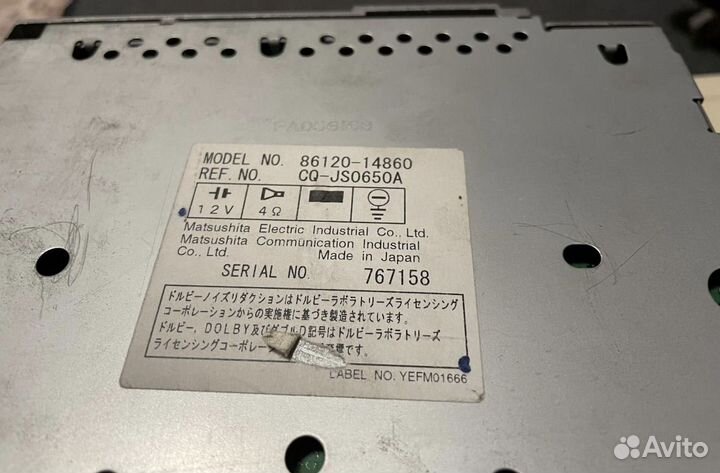 MODEL NO. 86120-14860
REF. NO. CQ-JS0650A
12V 4Ω
Matsushita Electric Industrial Co., Ltd.
Matsushita Communication Industrial
Co., Ltd. Made in Japan
SERIAL NO. 767158
ドルビーノイズリダクションはドルビーラボラトリーズライセンシング
コーポレーションからの実施権に基づき製造されています.
ドルビー, DOLBY及びダブルD記号はドルビーラボラトリーズ
ライセンシングコーポレーション です.
LABEL NO. YEFM01666
Avito